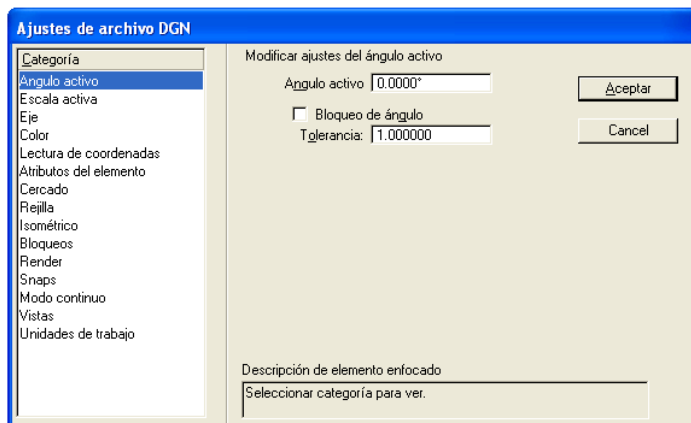 Ajustes de archivo DGN
Categoría
Angulo activo
Escala activa
Eje
Color
Lectura de coordenadas
Atributos del elemento
Cercado
Rejilla
Isométrico
Bloqueos
Render
Snaps
Modo continuo
Vistas
Unidades de trabajo
Modificar ajustes del ángulo activo
Angulo activo 0.0000°
Bloqueo de ángulo
Tolerancia: 1.000000
Aceptar
Cancel
Descripción de elemento enfocado
Seleccionar categoría para ver.